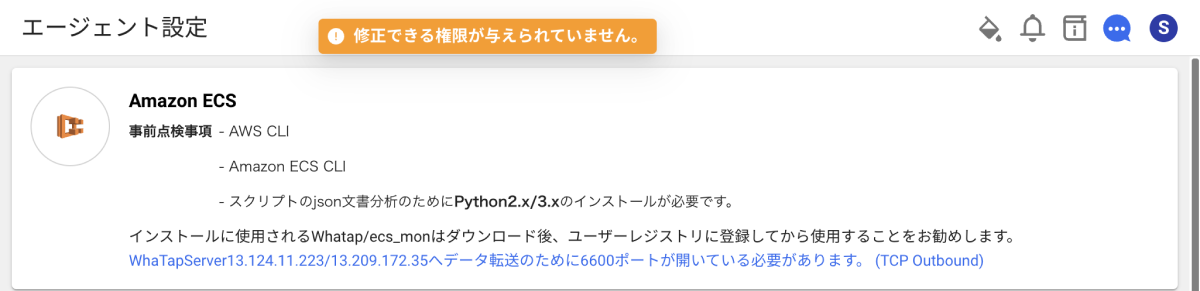 エージェント設定
修正できる権限が与えられていません。
S
Amazon ECS
事前点検事項 - AWS CLI
- Amazon ECS CLI
- スクリプトのjson文書分析のためにPython2.x/3.xのインストールが必要です。
インストールに使用されるWhatap/ecs_monはダウンロード後、ユーザーレジストリに登録してから使用することをお勧めします。
WhaTapServer13.124.11.223/13.209.172.35へデータ転送のために6600ポートが開いている必要があります。 (TCP Outbound)